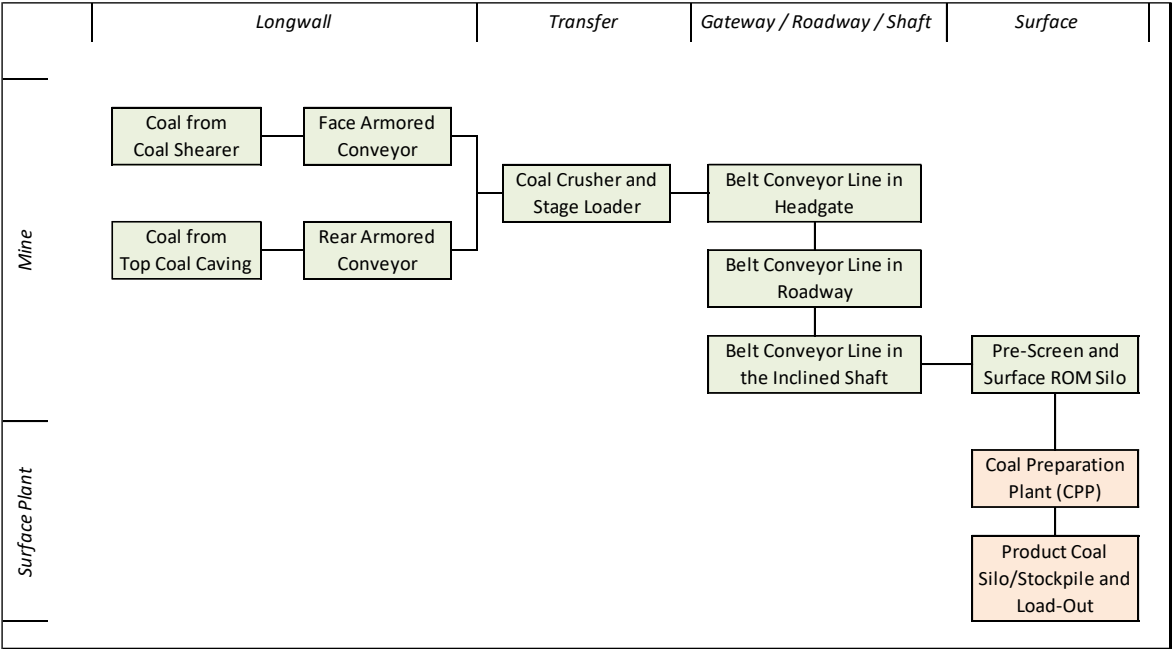 Longwall
Transfer
Gateway / Roadway / Shaft
Surface
Mine
Coal from
Coal Shearer
Face Armored
Conveyor
Coal Crusher and
Stage Loader
Belt Conveyor Line in
Headgate
Coal from
Top Coal Caving
Rear Armored
Conveyor
Belt Conveyor Line in
Roadway
Belt Conveyor Line in
the Inclined Shaft
Pre-Screen and
Surface ROM Silo
Surface Plant
Coal Preparation
Plant (CPP)
Product Coal
Silo/Stockpile and
Load-Out